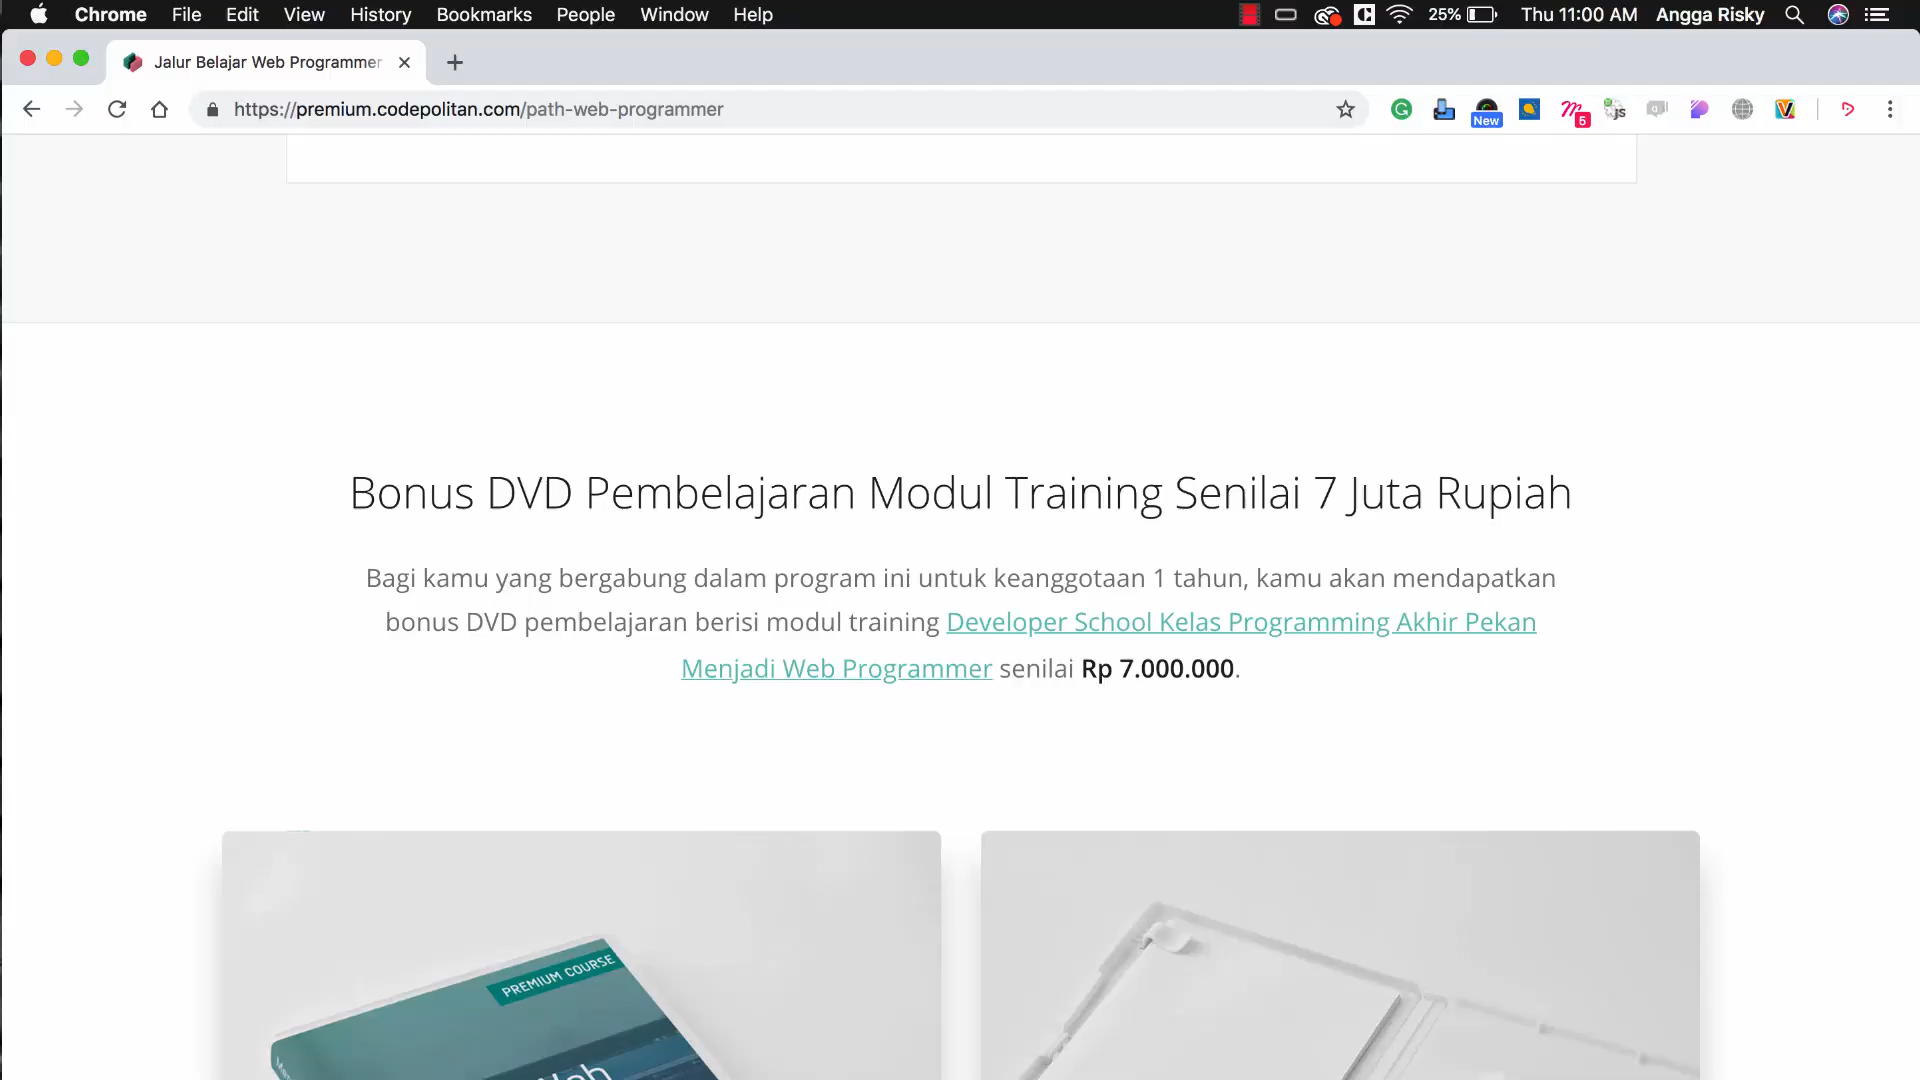 Chrome File Edit View History Bookmarks People Window Help 25% Thu 11:00 AM Angga Risky
Jalur Belajar Web Programmer
https://premium.codepolitan.com/path-web-programmer
New
5
Bonus DVD Pembelajaran Modul Training Senilai 7 Juta Rupiah
Bagi kamu yang bergabung dalam program ini untuk keanggotaan 1 tahun, kamu akan mendapatkan
bonus DVD pembelajaran berisi modul training Developer School Kelas Programming Akhir Pekan
Menjadi Web Programmer senilai Rp 7.000.000.
PREMIUM COURSE